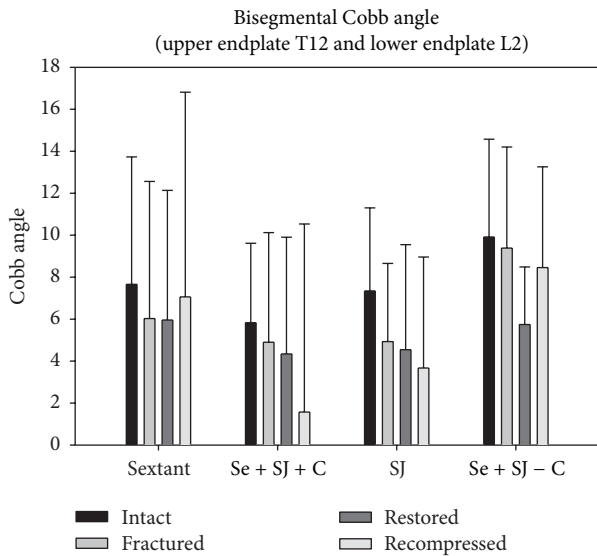 Bisegmental Cobb angle
(upper endplate T12 and lower endplate L2)
18
16
14
12
10
8
6
4
2
0
Cobb angle
Sextant
Se + SJ + C
SJ
Se + SJ − C
Intact
Restored
Fractured
Recompressed